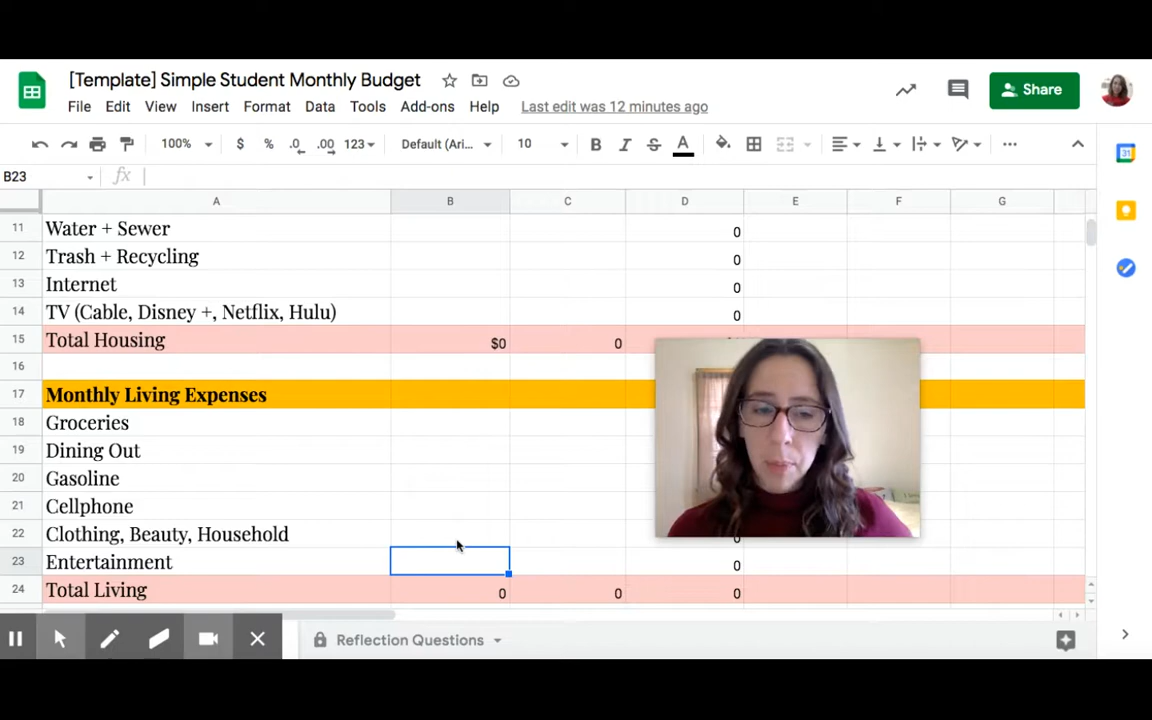 [Template] Simple Student Monthly Budget
File Edit View Insert Format Data Tools Add-ons Help Last edit was 12 minutes ago
Share
100% $ % .0 .00 123 Default (Ari... 10 B I S A
B23 fx
A B C D E F G
11 Water + Sewer 0
12 Trash + Recycling 0
13 Internet 0
14 TV (Cable, Disney +, Netflix, Hulu) 0
15 Total Housing $0 0
16
17 Monthly Living Expenses
18 Groceries
19 Dining Out
20 Gasoline
21 Cellphone
22 Clothing, Beauty, Household 0
23 Entertainment 0
24 Total Living 0 0 0
Reflection Questions
31